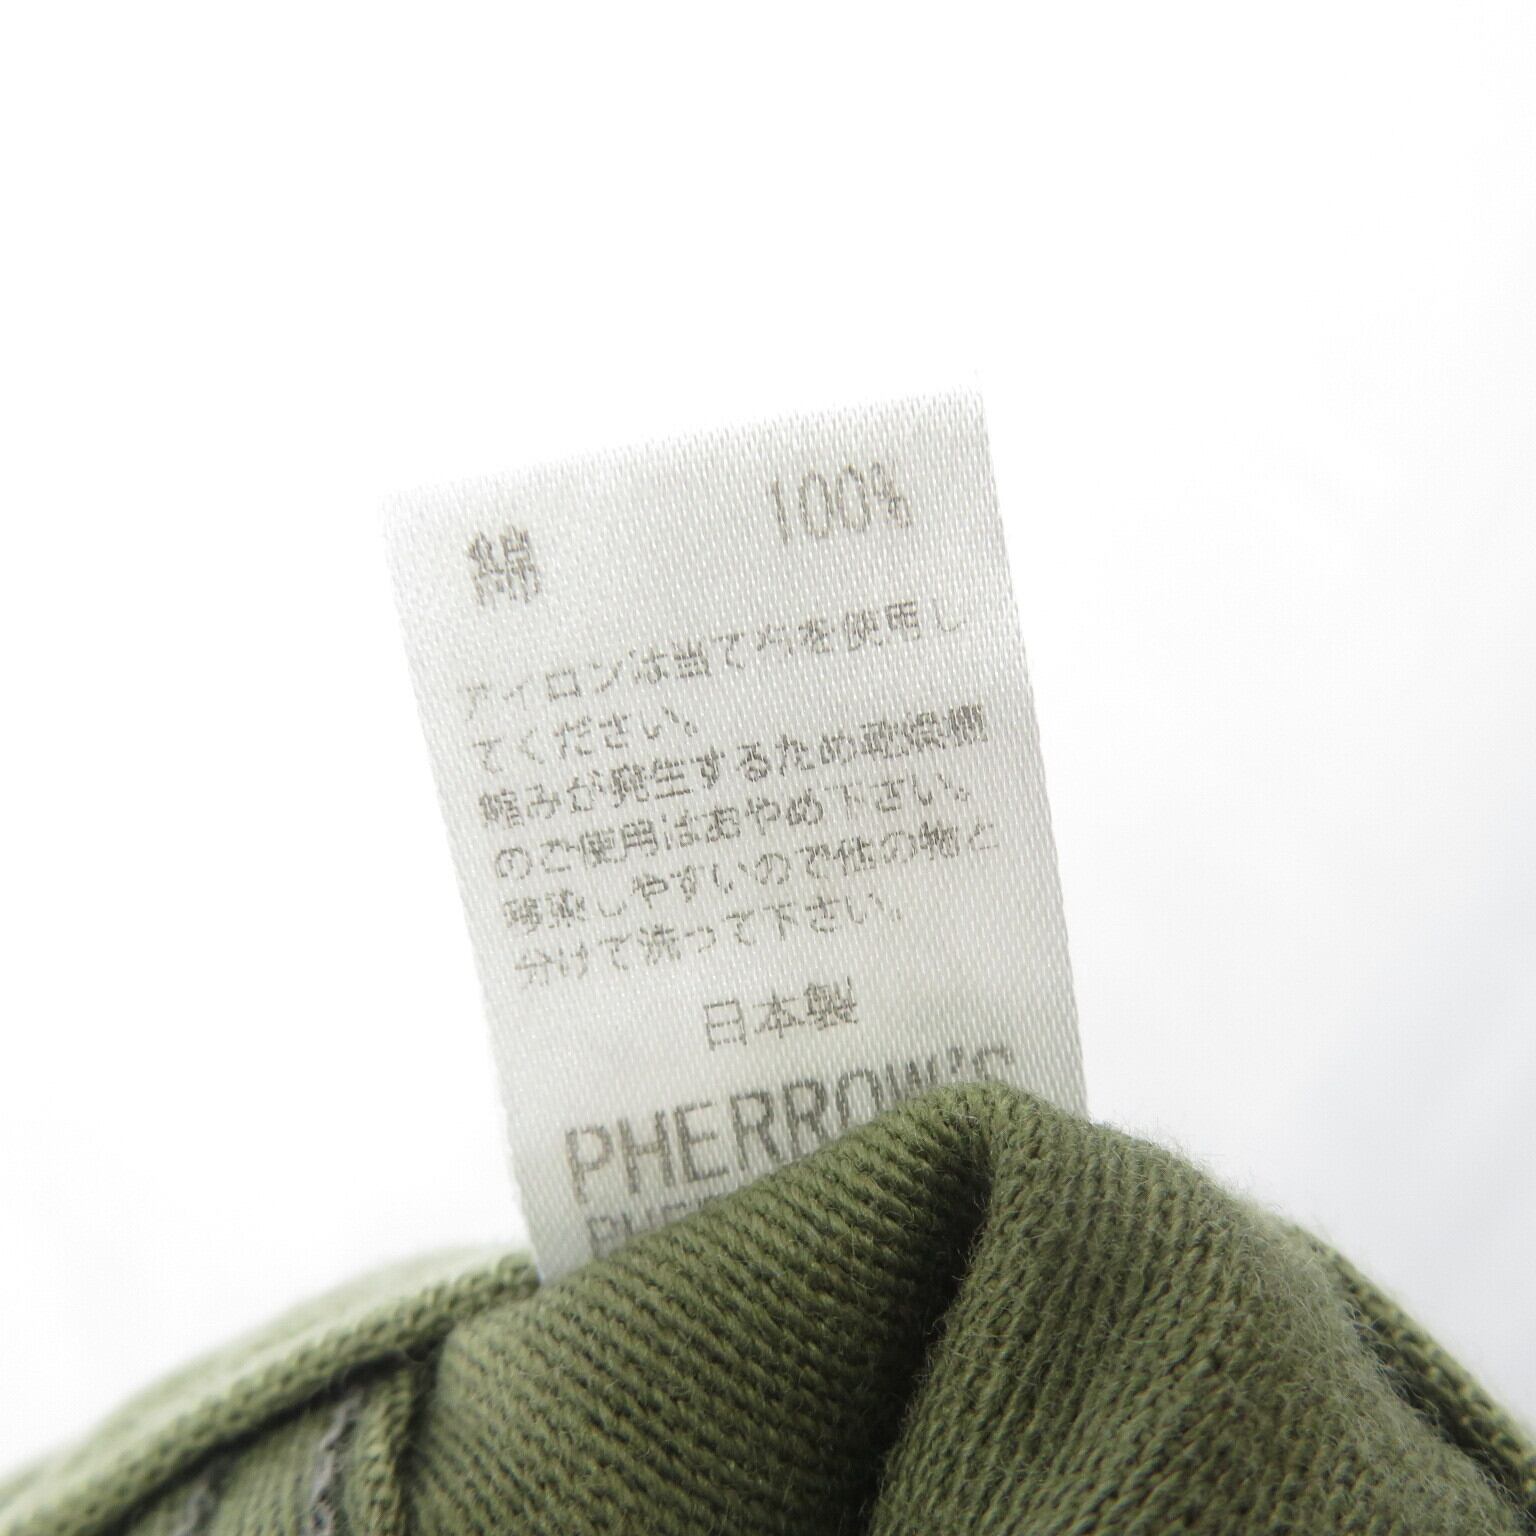 綿 100%
アイロンは当て布を使用し
てください。
縮みが発生するため乾燥機
のご使用はおやめ下さい。
移染しやすいので他の物と
分けて洗って下さい。
日本製
PHERROW'S
PHE